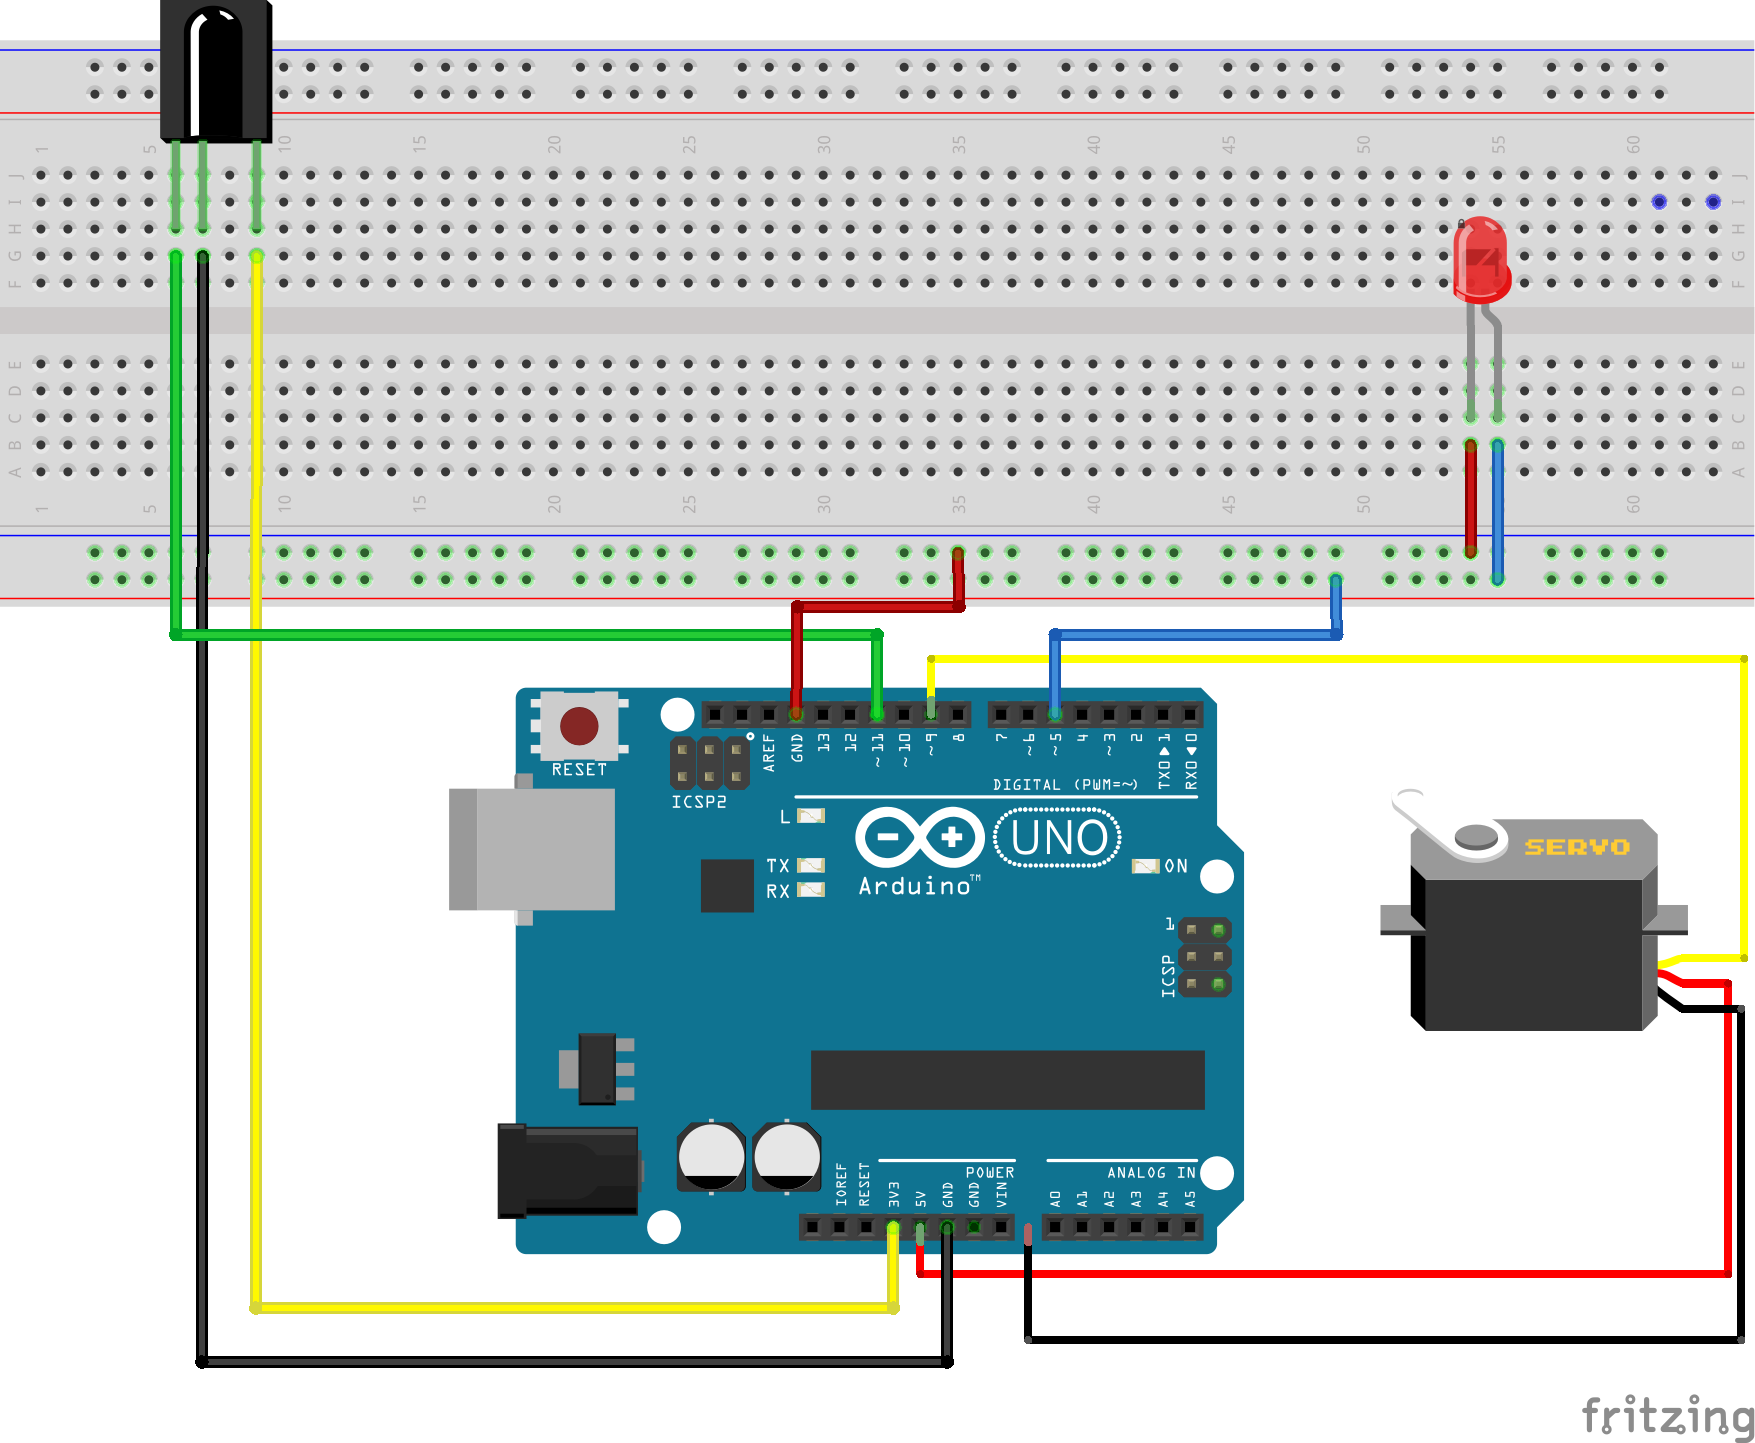 1 5 10 15 20 25 30 35 40 45 50 55 60
J J
I I
H H
G G
F F
E E
D D
C C
B B
A A
1 5 10 15 20 25 30 35 40 45 50 55 60
RESET
ICSP2
AREF GND 13 12 ~11 ~10 ~9 8 7 ~6 ~5 4 ~3 2 TX0▶1 RX0◀0
DIGITAL (PWM=~)
L
TX
RX
UNO
Arduino™
ON
1
ICSP
SERVO
POWER
ANALOG IN
IOREF RESET 3V3 5V GND GND VIN A0 A1 A2 A3 A4 A5
fritzing